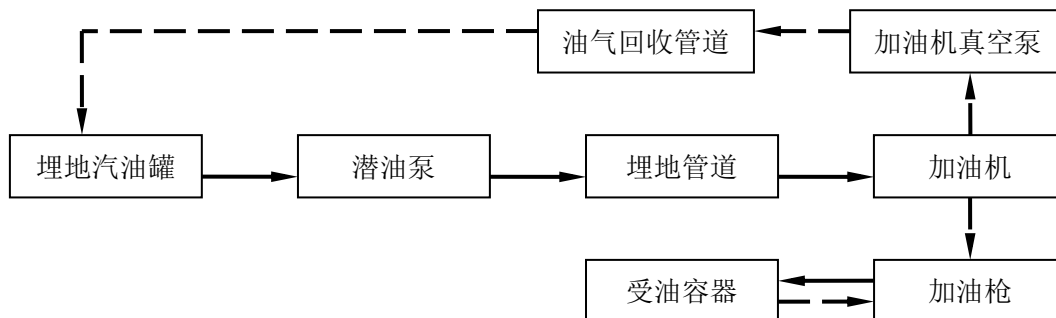 油气回收管道
加油机真空泵
埋地汽油罐
潜油泵
埋地管道
加油机
受油容器
加油枪